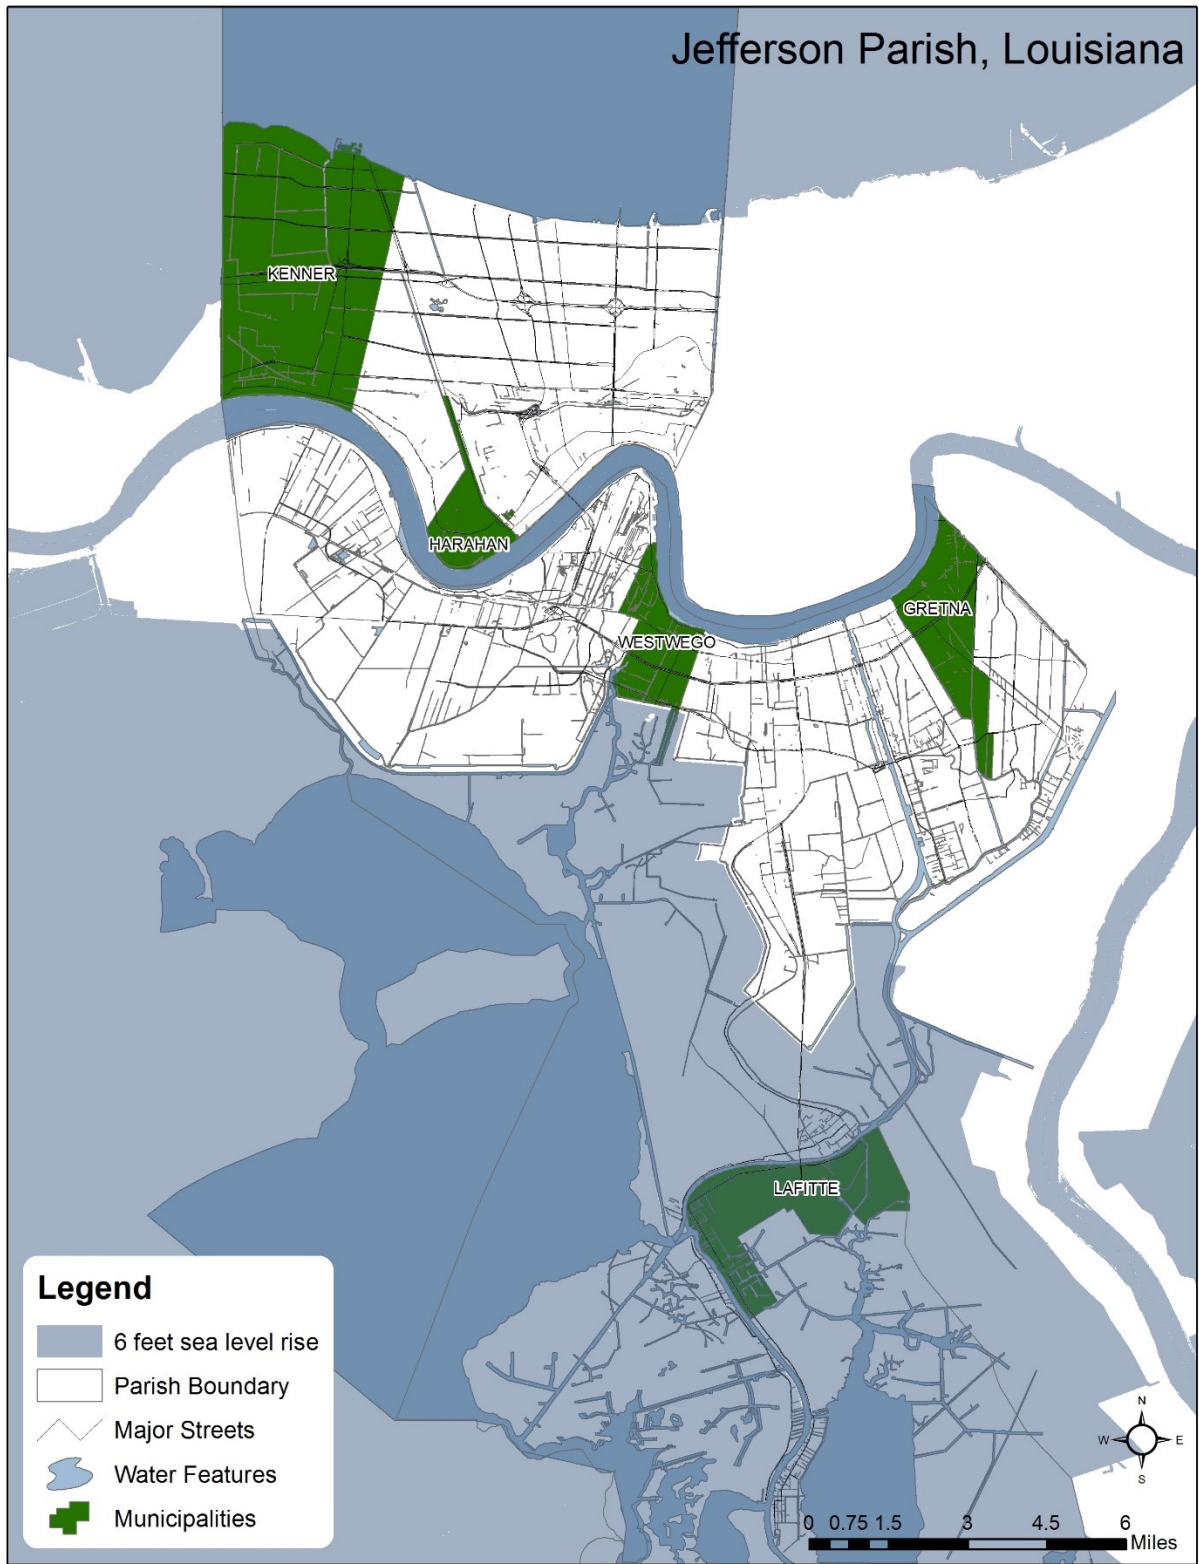 Jefferson Parish, Louisiana
KENNER
HARAHAN
GRETNA
WESTWEGO
LAFITTE
Legend
6 feet sea level rise
Parish Boundary
Major Streets
Water Features
Municipalities
N
W E
S
0 0.75 1.5 3 4.5 6
Miles